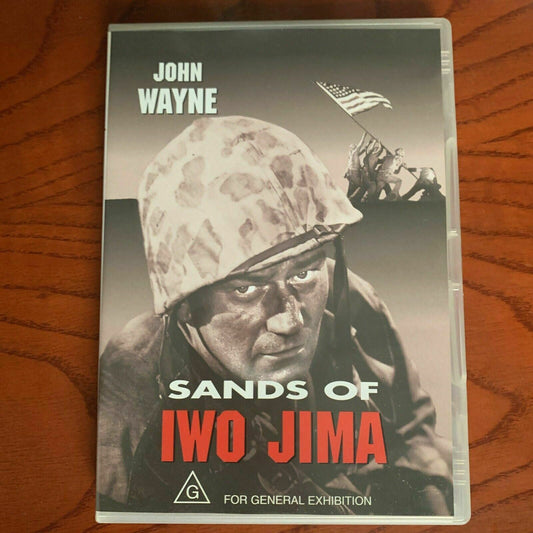 JOHN
WAYNE
SANDS OF
IWO JIMA
G
FOR GENERAL EXHIBITION